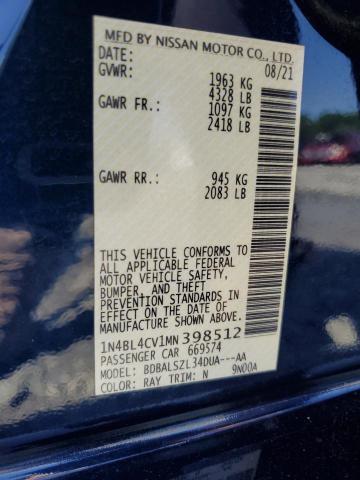 MFD BY NISSAN MOTOR CO., LTD.
DATE: 08/21
GVWR: 1963 KG
4328 LB
GAWR FR: 1097 KG
2418 LB
GAWR RR: 945 KG
2083 LB
THIS VEHICLE CONFORMS TO
ALL APPLICABLE FEDERAL
MOTOR VEHICLE SAFETY,
BUMPER, AND THEFT
PREVENTION STANDARDS IN
EFFECT ON THE DATE OF
MANUFACTURE SHOWN ABOVE.
1N4BL4CV1MN398512
PASSENGER CAR 669574
MODEL: BDBALSZL34DUA---AA
COLOR: RAY TRIM: N 9N00A